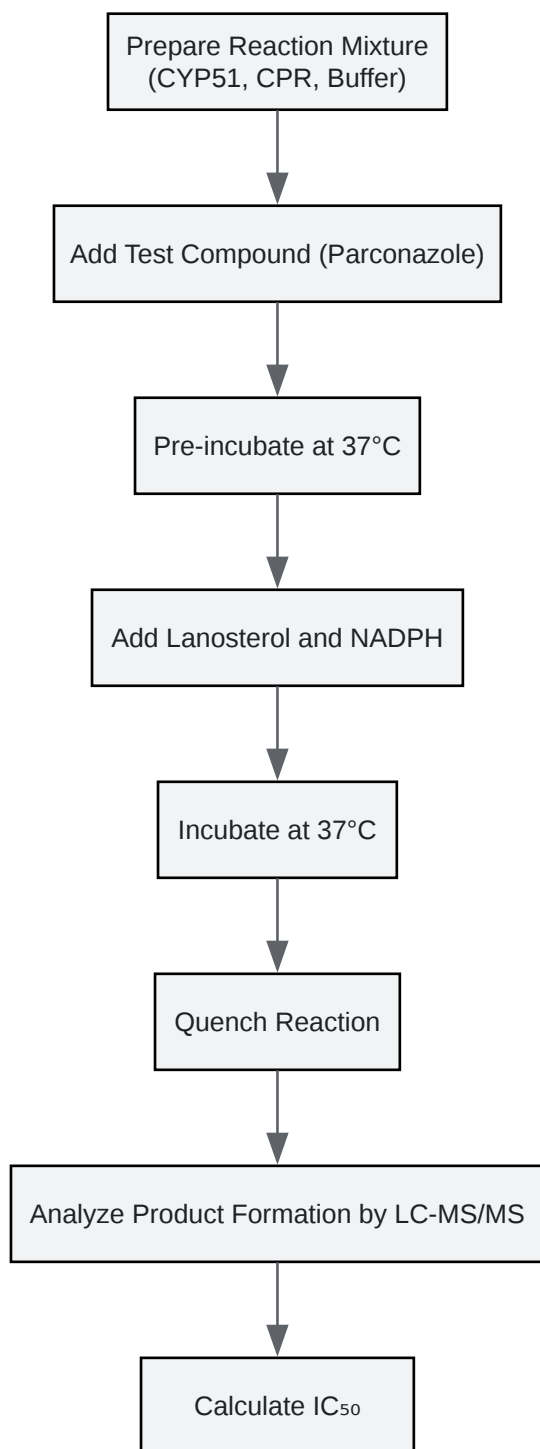 Prepare Reaction Mixture
(CYP51, CPR, Buffer)
Add Test Compound (Parconazole)
Pre-incubate at 37°C
Add Lanosterol and NADPH
Incubate at 37°C
Quench Reaction
Analyze Product Formation by LC-MS/MS
Calculate IC₅₀